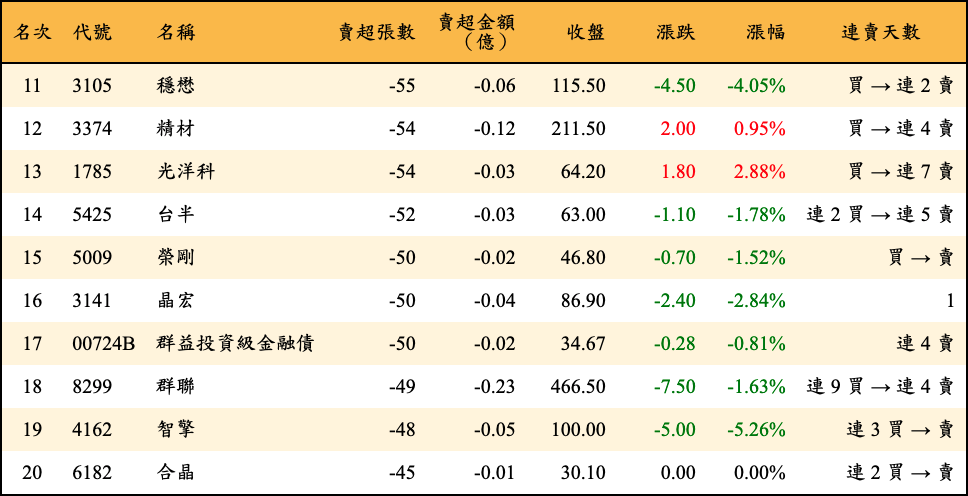 名次 代號 名稱 賣超張數 賣超金額（億） 收盤 漲跌 漲幅 連賣天數
11 3105 穩懋 -55 -0.06 115.50 -4.50 -4.05% 買 → 連 2 賣
12 3374 精材 -54 -0.12 211.50 2.00 0.95% 買 → 連 4 賣
13 1785 光洋科 -54 -0.03 64.20 1.80 2.88% 買 → 連 7 賣
14 5425 台半 -52 -0.03 63.00 -1.10 -1.78% 連 2 買 → 連 5 賣
15 5009 榮剛 -50 -0.02 46.80 -0.70 -1.52% 買 → 賣
16 3141 晶宏 -50 -0.04 86.90 -2.40 -2.84% 1
17 00724B 群益投資級金融債 -50 -0.02 34.67 -0.28 -0.81% 連 4 賣
18 8299 群聯 -49 -0.23 466.50 -7.50 -1.63% 連 9 買 → 連 4 賣
19 4162 智擎 -48 -0.05 100.00 -5.00 -5.26% 連 3 買 → 賣
20 6182 合晶 -45 -0.01 30.10 0.00 0.00% 連 2 買 → 賣